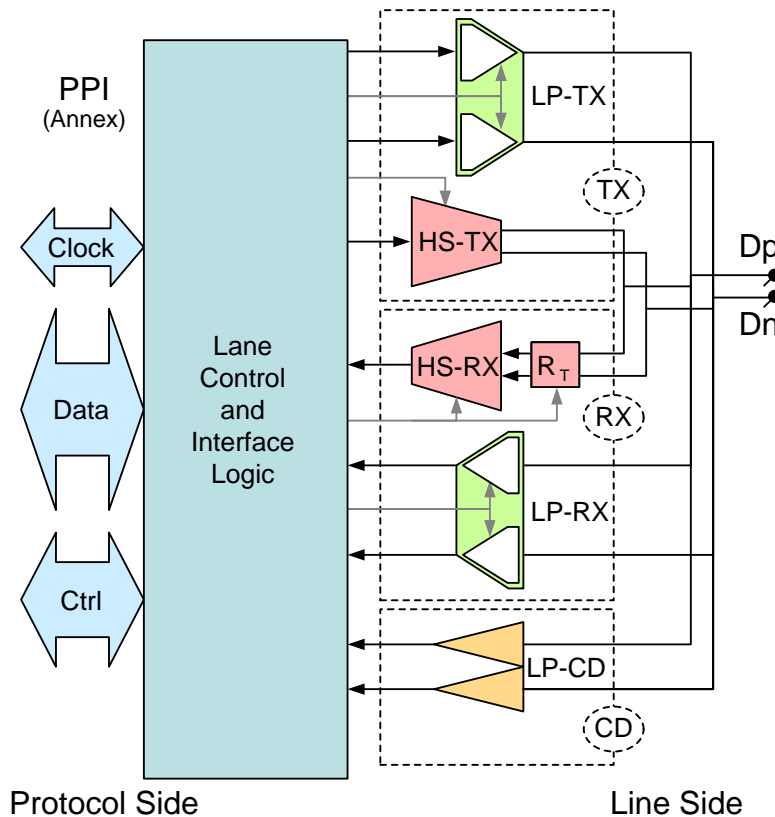 PPI
(Annex)
Clock
Data
Ctrl
Lane
Control
and
Interface
Logic
LP-TX
TX
HS-TX
Dp
Dn
HS-RX
RT
RX
LP-RX
LP-CD
CD
Protocol Side
Line Side